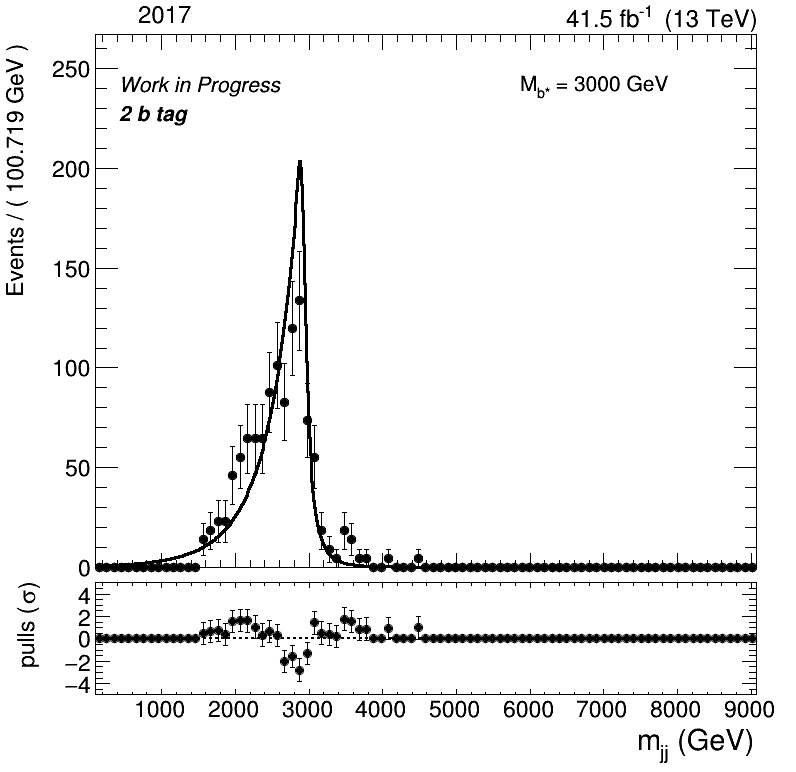 2017
41.5 fb⁻¹ (13 TeV)
Events / ( 100.719 GeV )
250
200
150
100
50
0
Work in Progress
2 b tag
M_b* = 3000 GeV
pulls (σ)
4
2
0
−2
−4
1000 2000 3000 4000 5000 6000 7000 8000 9000
m_jj (GeV)